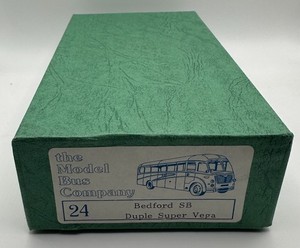 the
Model
Bus
Company
24
Bedford SB
Duple Super Vega